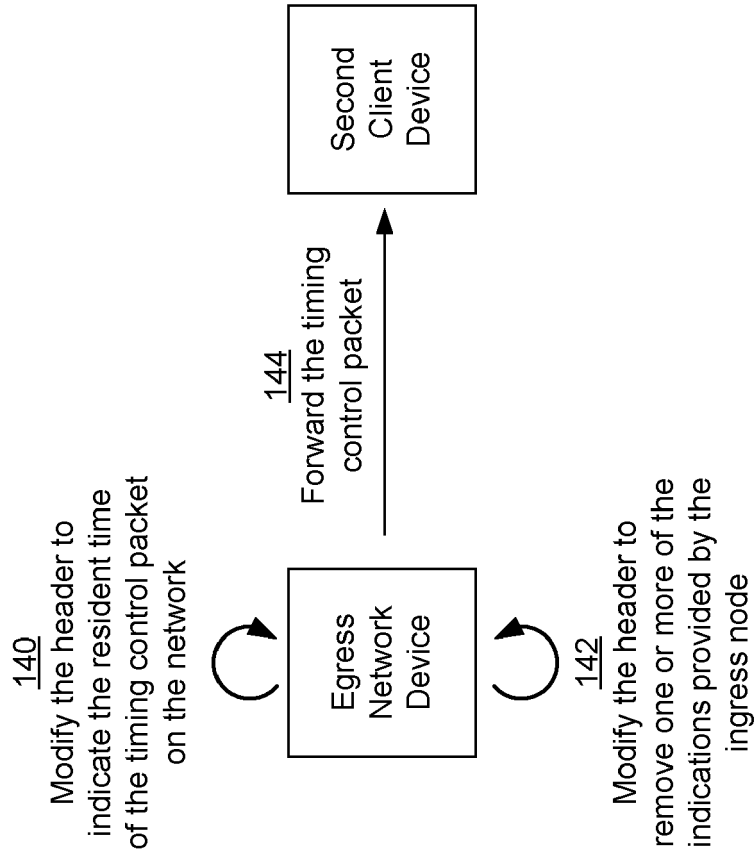 140
Modify the header to
indicate the resident time
of the timing control packet
on the network
Egress
Network
Device
142
Modify the header to
remove one or more of the
indications provided by the
ingress node
144
Forward the timing
control packet
Second
Client
Device